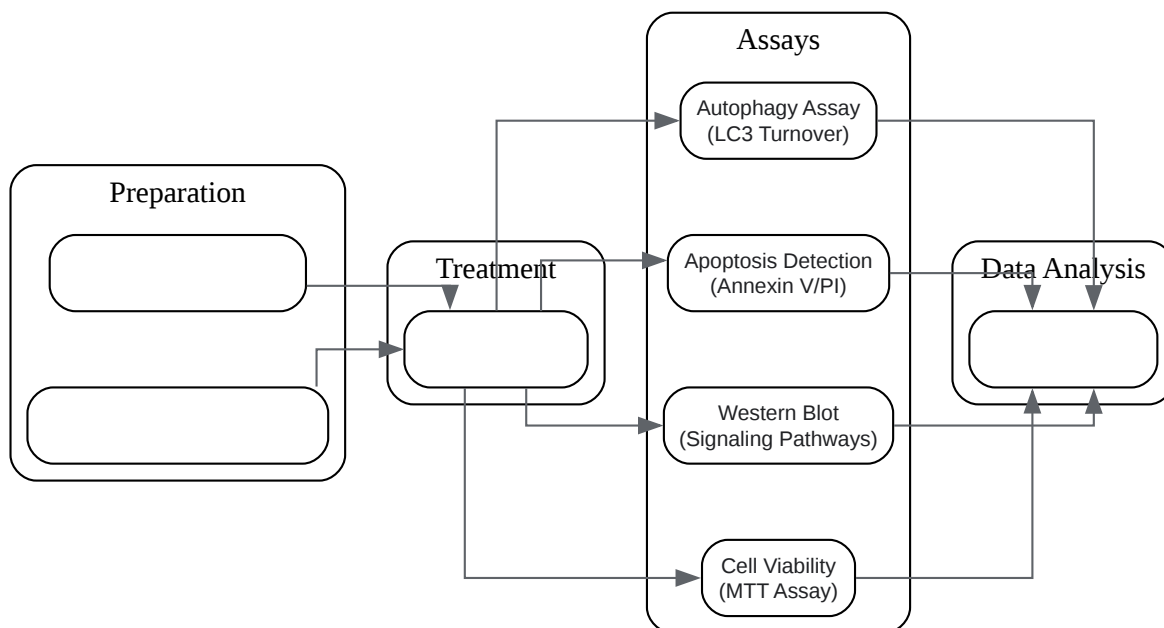 Preparation
Treatment
Assays
Autophagy Assay
(LC3 Turnover)
Apoptosis Detection
(Annexin V/PI)
Western Blot
(Signaling Pathways)
Cell Viability
(MTT Assay)
Data Analysis